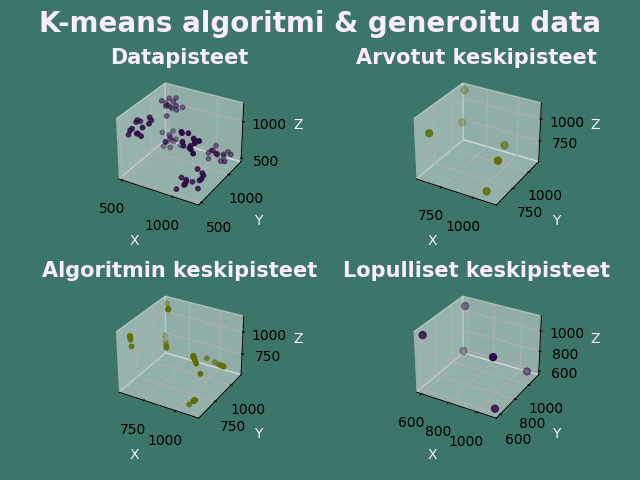 K-means algoritmi & generoitu data
Datapisteet
Arvotut keskipisteet
Z
1000
500
500
1000
X
500
1000
Y
Z
1000
750
750
1000
X
750
1000
Y
Algoritmin keskipisteet
Lopulliset keskipisteet
Z
1000
750
750
1000
X
750
1000
Y
Z
1000
800
600
600
800
1000
X
600
800
1000
Y